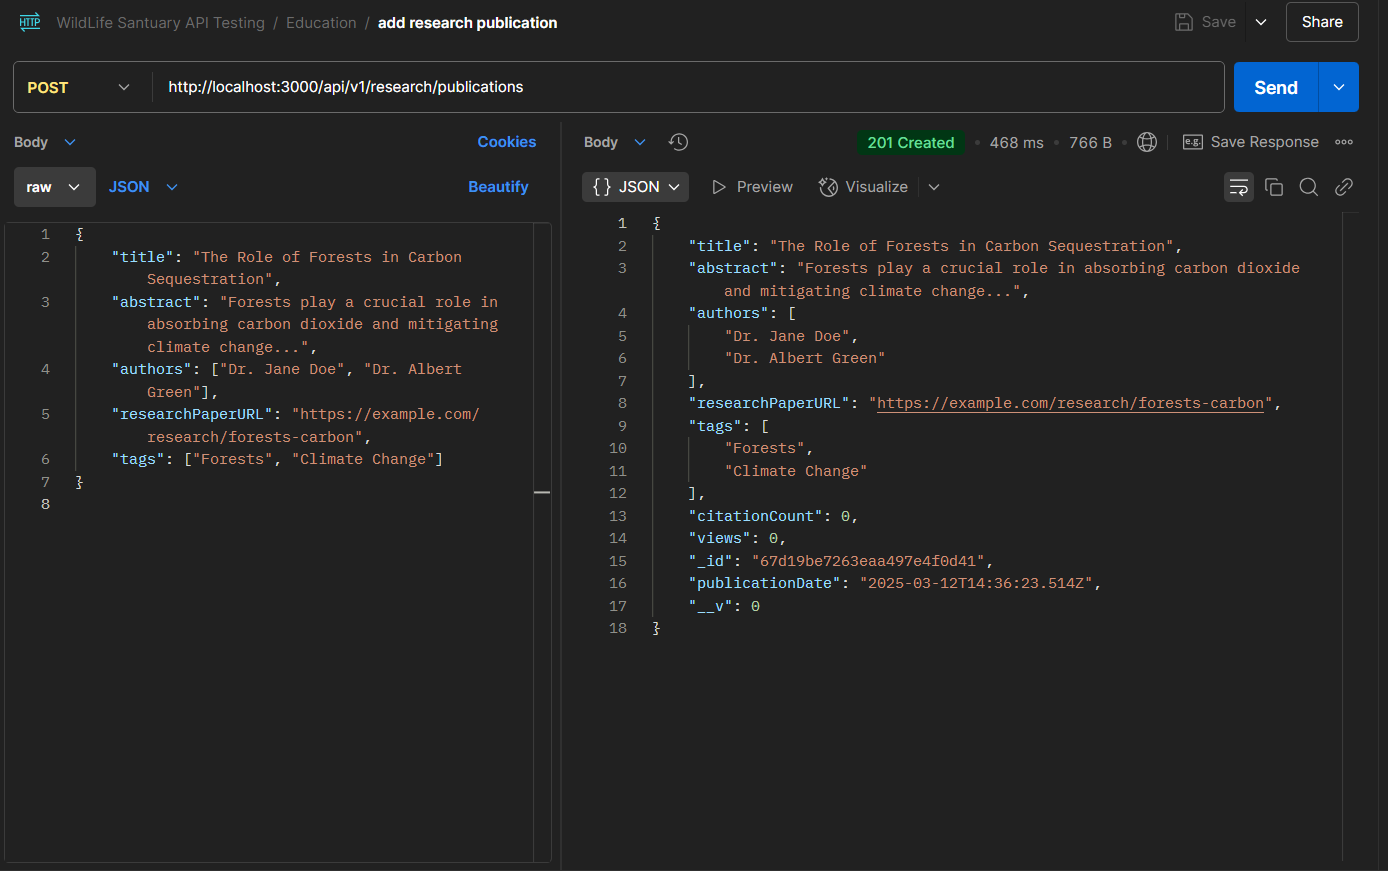 HTTP WildLife Santuary API Testing / Education / add research publication Save Share
POST http://localhost:3000/api/v1/research/publications Send
Body Cookies
raw JSON Beautify
1 {
2 "title": "The Role of Forests in Carbon
Sequestration",
3 "abstract": "Forests play a crucial role in
absorbing carbon dioxide and mitigating
climate change...",
4 "authors": ["Dr. Jane Doe", "Dr. Albert
Green"],
5 "researchPaperURL": "https://example.com/
research/forests-carbon",
6 "tags": ["Forests", "Climate Change"]
7 }
8
Body 201 Created • 468 ms • 766 B • e.g. Save Response
{} JSON Preview Visualize
1 {
2 "title": "The Role of Forests in Carbon Sequestration",
3 "abstract": "Forests play a crucial role in absorbing carbon dioxide
and mitigating climate change...",
4 "authors": [
5 "Dr. Jane Doe",
6 "Dr. Albert Green"
7 ],
8 "researchPaperURL": "https://example.com/research/forests-carbon",
9 "tags": [
10 "Forests",
11 "Climate Change"
12 ],
13 "citationCount": 0,
14 "views": 0,
15 "_id": "67d19be7263eaa497e4f0d41",
16 "publicationDate": "2025-03-12T14:36:23.514Z",
17 "__v": 0
18 }